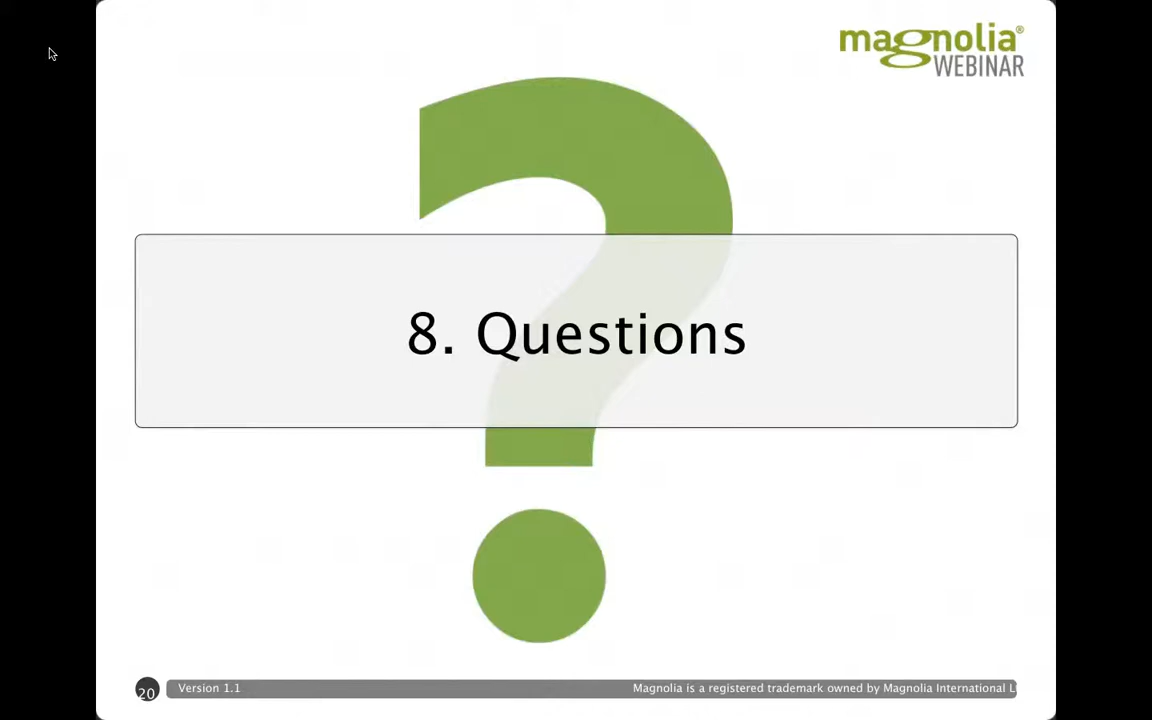 magnolia®
WEBINAR
8. Questions
20 Version 1.1 Magnolia is a registered trademark owned by Magnolia International